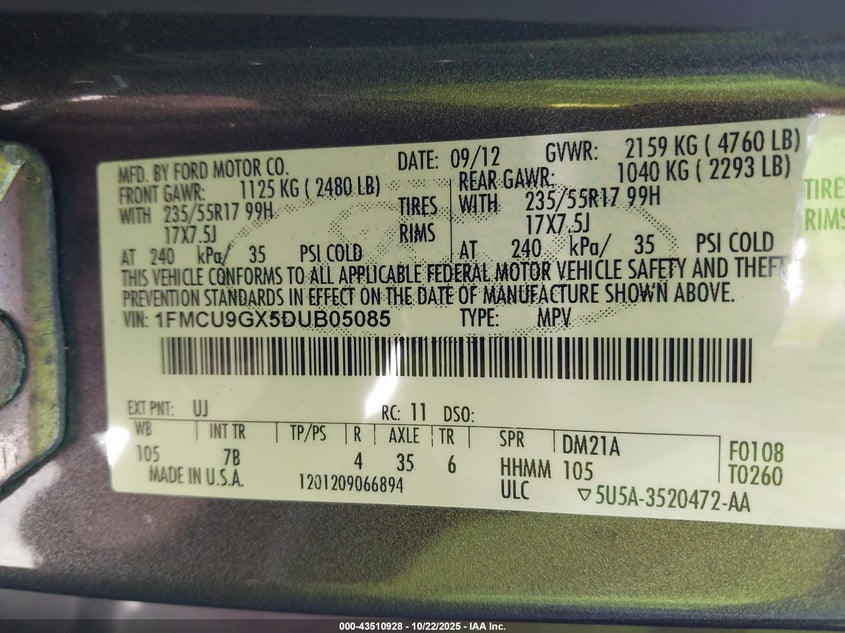 MFD. BY FORD MOTOR CO. DATE: 09/12 GVWR: 2159 KG ( 4760 LB)
FRONT GAWR: 1125 KG ( 2480 LB) REAR GAWR: 1040 KG ( 2293 LB)
WITH 235/55R17 99H TIRES WITH 235/55R17 99H TIRES
17X7.5J RIMS 17X7.5J RIMS
AT 240 kPa/ 35 PSI COLD AT 240 kPa/ 35 PSI COLD
THIS VEHICLE CONFORMS TO ALL APPLICABLE FEDERAL MOTOR VEHICLE SAFETY AND THEFT
PREVENTION STANDARDS IN EFFECT ON THE DATE OF MANUFACTURE SHOWN ABOVE.
VIN: 1FMCU9GX5DUB05085 TYPE: MPV
EXT PNT: UJ RC: 11 DSO:
WB INT TR TP/PS R AXLE TR SPR DM21A F0108
105 7B 4 35 6 HHMM 105 T0260
MADE IN U.S.A. 1201209066894 ULC ▽5U5A-3520472-AA
000-43510928 - 10/22/2025 - IAA Inc.